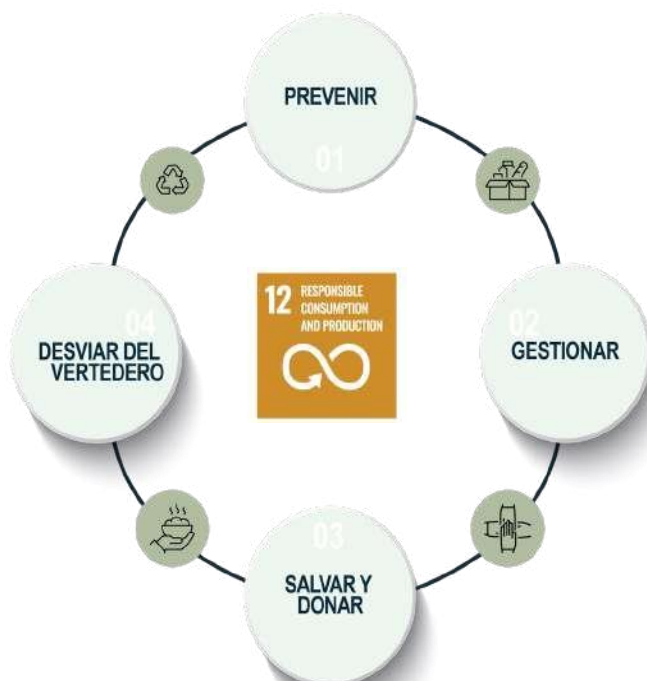 PREVENIR
01
02
GESTIONAR
03
SALVAR Y
DONAR
04
DESVIAR DEL
VERTEDERO
12 RESPONSIBLE
CONSUMPTION
AND PRODUCTION